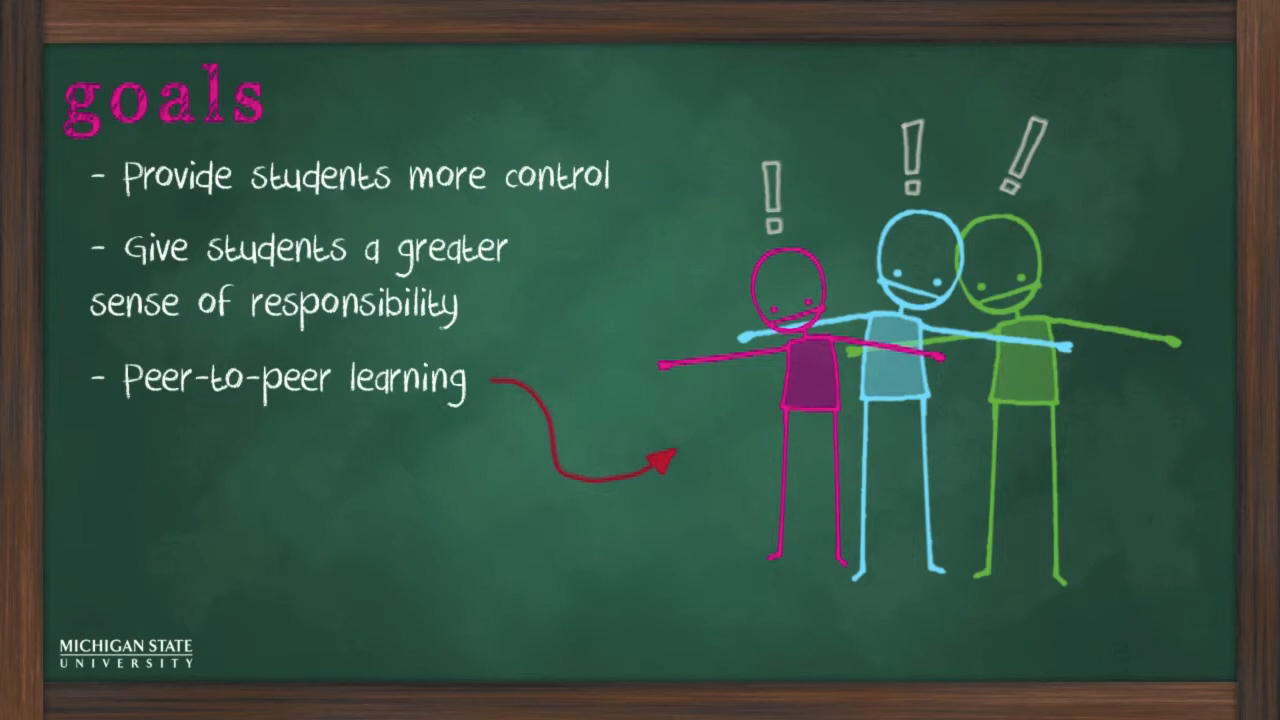 goals
- Provide students more control
- Give students a greater
sense of responsibility
- Peer-to-peer learning
! ! !
MICHIGAN STATE
UNIVERSITY